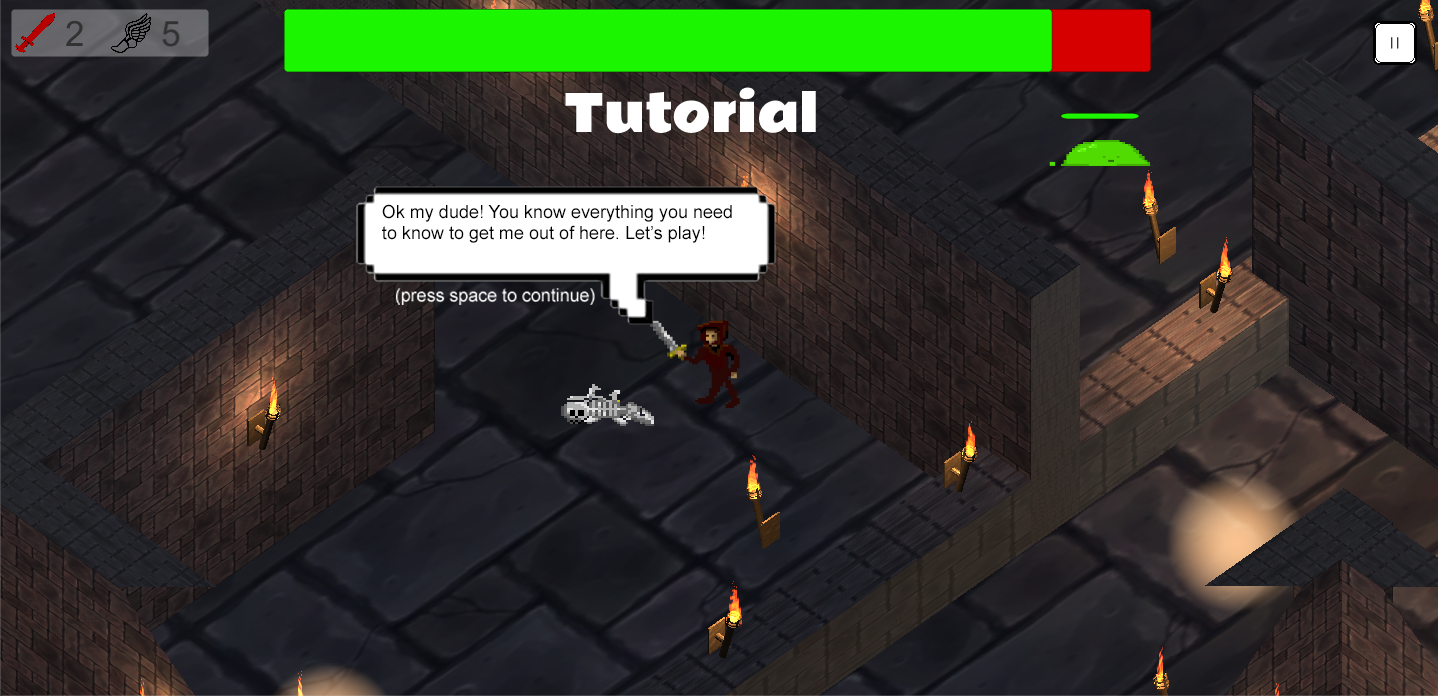 2 5
Tutorial
Ok my dude! You know everything you need
to know to get me out of here. Let's play!
(press space to continue)